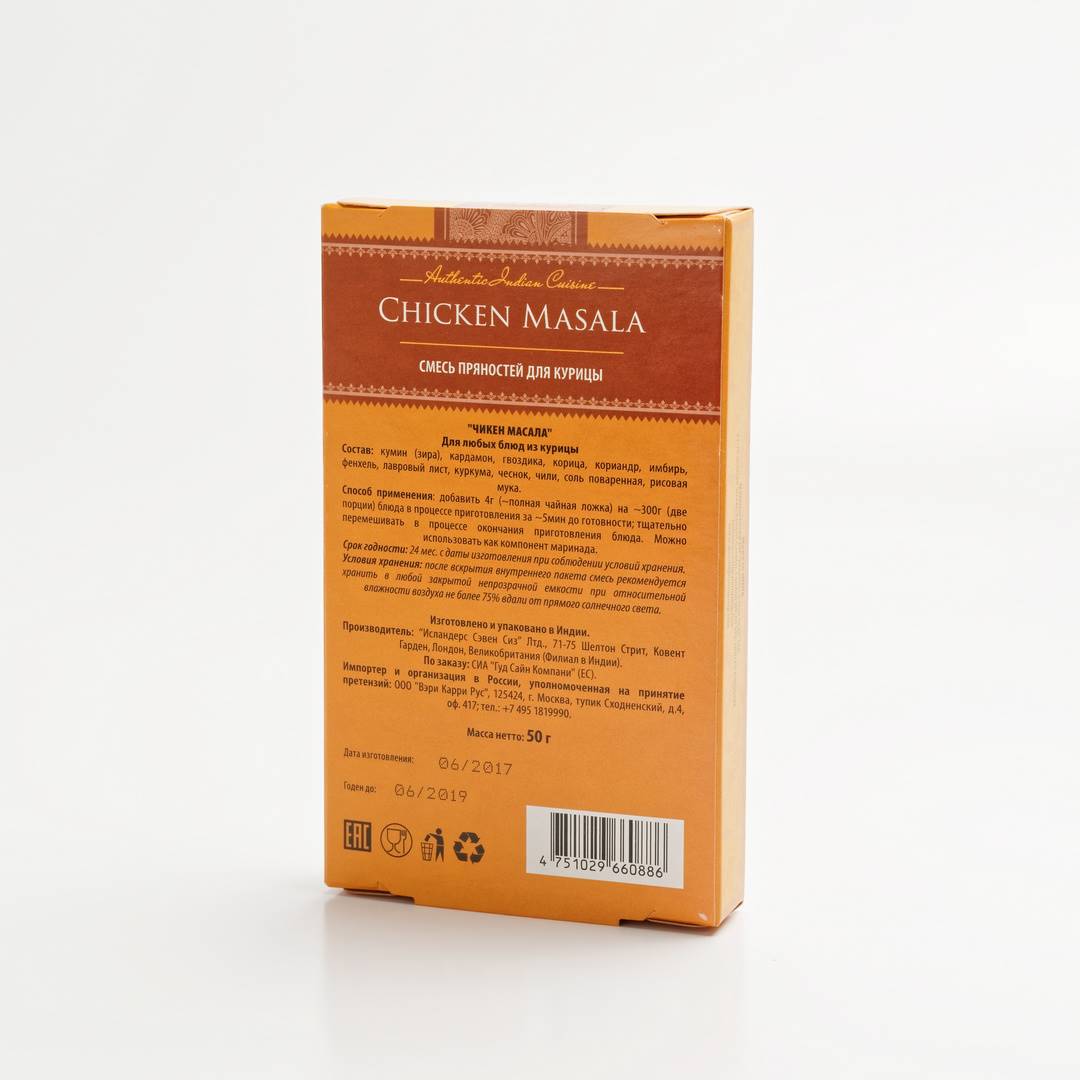 Authentic Indian Cuisine
CHICKEN MASALA
СМЕСЬ ПРЯНОСТЕЙ ДЛЯ КУРИЦЫ
"ЧИКЕН МАСАЛА"
Для любых блюд из курицы
Состав: кумин (зира), кардамон, гвоздика, корица, кориандр, имбирь,
фенхель, лавровый лист, куркума, чеснок, чили, соль поваренная, рисовая
мука.
Способ применения: добавить 4г (~полная чайная ложка) на ~300г (две
порции) блюда в процессе приготовления за ~5мин до готовности; тщательно
перемешивать в процессе окончания приготовления блюда. Можно
использовать как компонент маринада.
Срок годности: 24 мес. с даты изготовления при соблюдении условий хранения.
Условия хранения: после вскрытия внутреннего пакета смесь рекомендуется
хранить в любой закрытой непрозрачной емкости при относительной
влажности воздуха не более 75% вдали от прямого солнечного света.
Изготовлено и упаковано в Индии.
Производитель: "Исландерс Сэвен Сиз" Лтд., 71-75 Шелтон Стрит, Ковент
Гарден, Лондон, Великобритания (Филиал в Индии).
По заказу: СИА "Гуд Сайн Компани" (ЕС).
Импортер и организация в России, уполномоченная на принятие
претензий: ООО "Вэри Карри Рус", 125424, г. Москва, тупик Сходненский, д.4,
оф. 417; тел.: +7 495 1819990.
Масса нетто: 50 г
Дата изготовления: 06/2017
Годен до: 06/2019
EAC
4 751029 660886